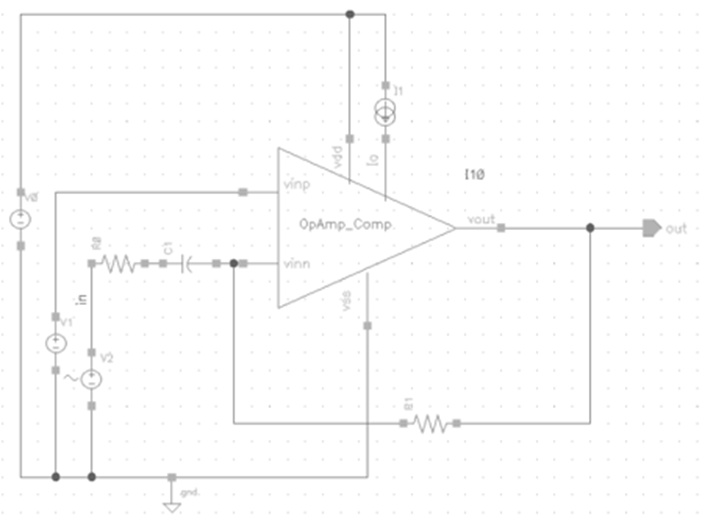 I1
I10
vdd
Io
V0
vinp
OpAmp_Comp
vout
out
R0
C1
vinn
in
vss
V1
V2
R1
gnd